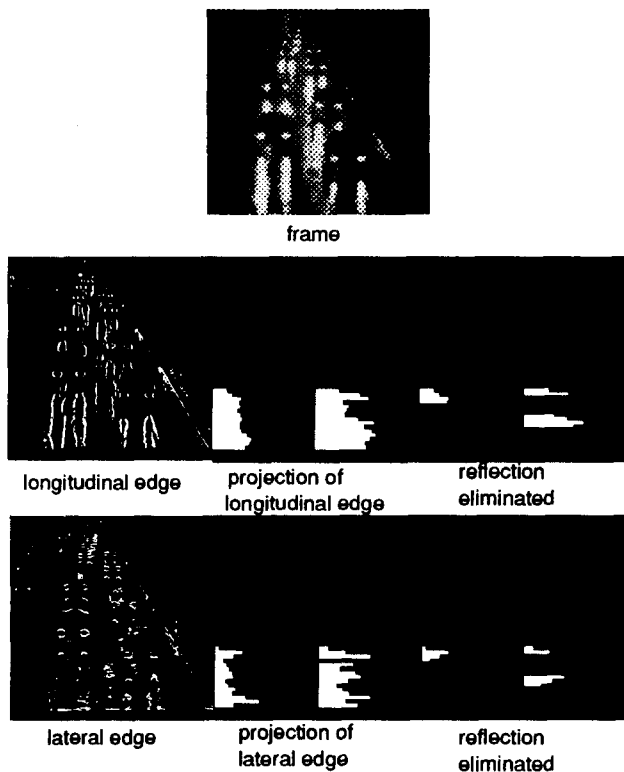 frame
longitudinal edge
projection of
longitudinal edge
reflection
eliminated
lateral edge
projection of
lateral edge
reflection
eliminated